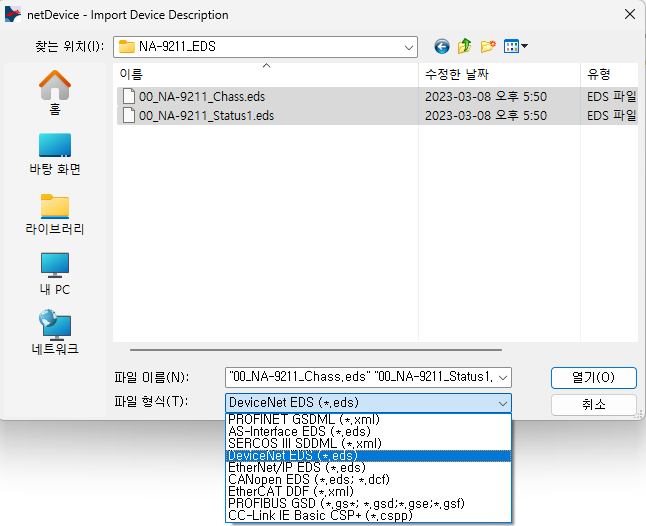 netDevice - Import Device Description
찾는 위치(I): NA-9211_EDS
이름 수정한 날짜 유형
00_NA-9211_Chass.eds 2023-03-08 오후 5:50 EDS 파일
00_NA-9211_Status1.eds 2023-03-08 오후 5:50 EDS 파일
홈
바탕 화면
라이브러리
내 PC
네트워크
파일 이름(N): "00_NA-9211_Chass.eds" "00_NA-9211_Status1. 열기(O)
파일 형식(T): DeviceNet EDS (*.eds) 취소
PROFINET GSDML (*.xml)
AS-Interface EDS (*.eds)
SERCOS III SDDML (*.xml)
DeviceNet EDS (*.eds)
EtherNet/IP EDS (*.eds)
CANopen EDS (*.eds; *.dcf)
EtherCAT DDF (*.xml)
PROFIBUS GSD (*.gs*; *.gsd;*.gse;*.gsf)
CC-Link IE Basic CSP+ (*.cspp)